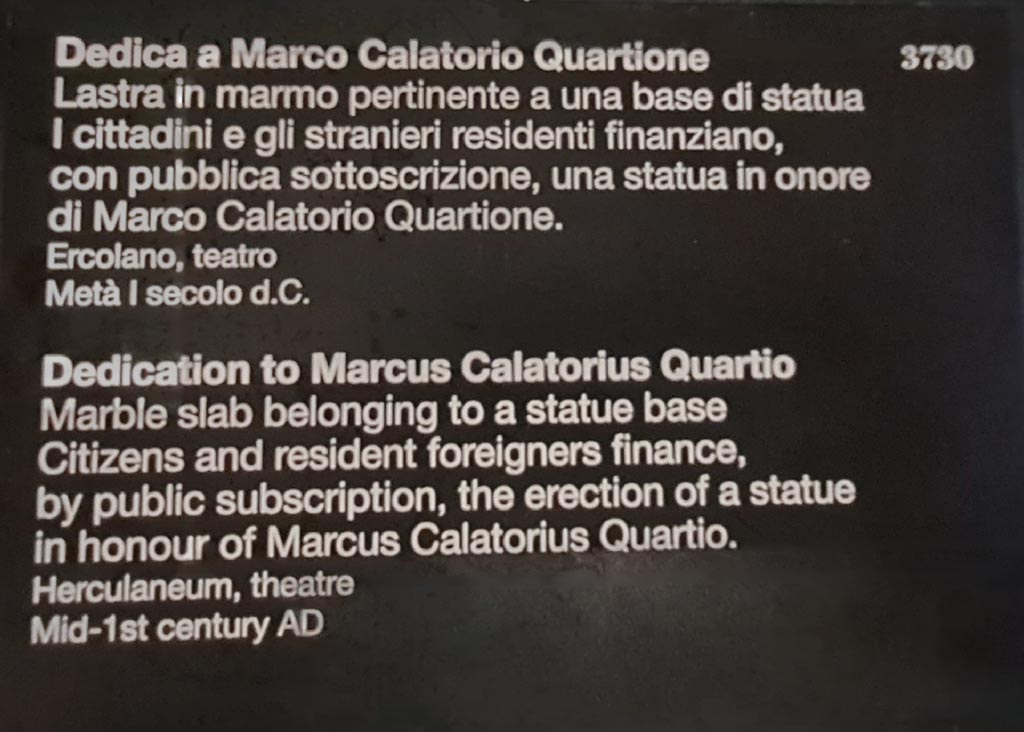 Dedica a Marco Calatorio Quartione 3730
Lastra in marmo pertinente a una base di statua
I cittadini e gli stranieri residenti finanziano,
con pubblica sottoscrizione, una statua in onore
di Marco Calatorio Quartione.
Ercolano, teatro
Metà I secolo d.C.
Dedication to Marcus Calatorius Quartio
Marble slab belonging to a statue base
Citizens and resident foreigners finance,
by public subscription, the erection of a statue
in honour of Marcus Calatorius Quartio.
Herculaneum, theatre
Mid-1st century AD